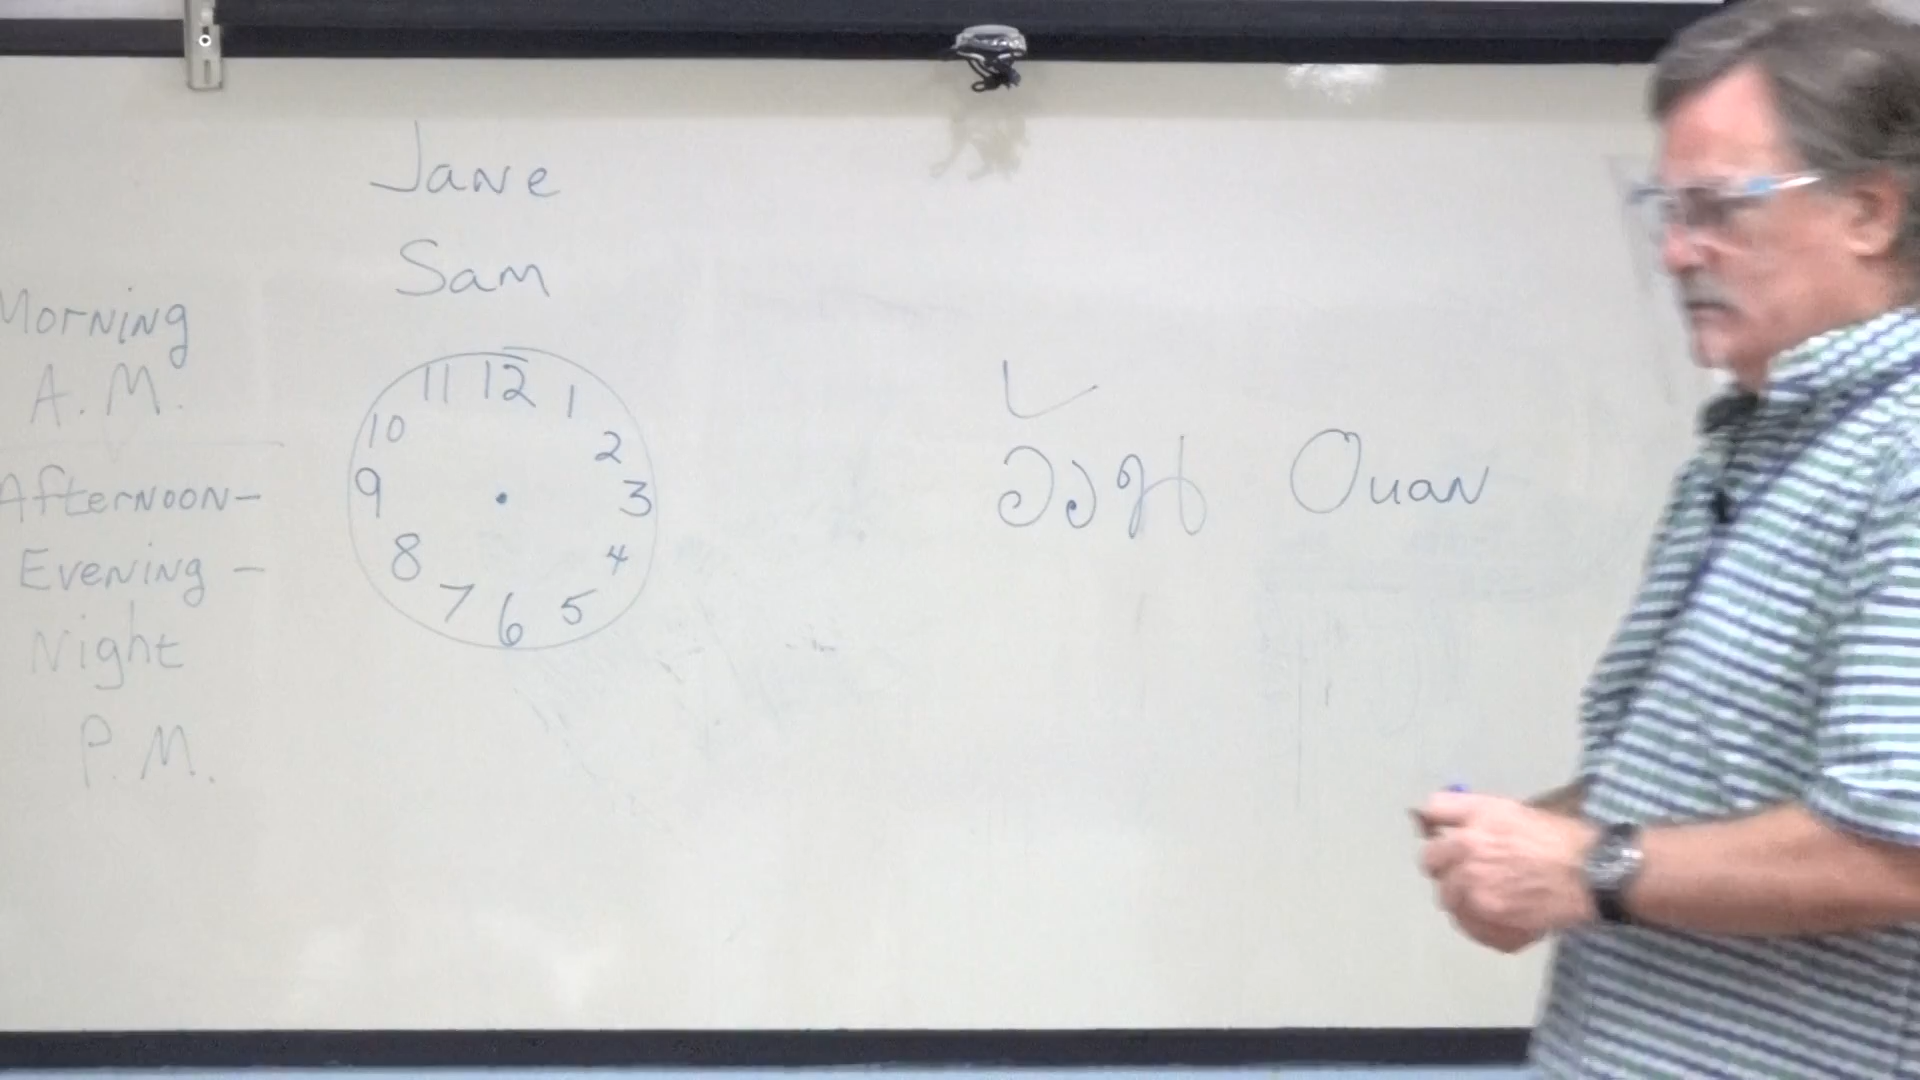 Morning
A.M.
Afternoon-
Evening -
Night
P.M.
Jane
Sam
11 12 1
10 2
9 3
8 4
7 6 5
Ouan